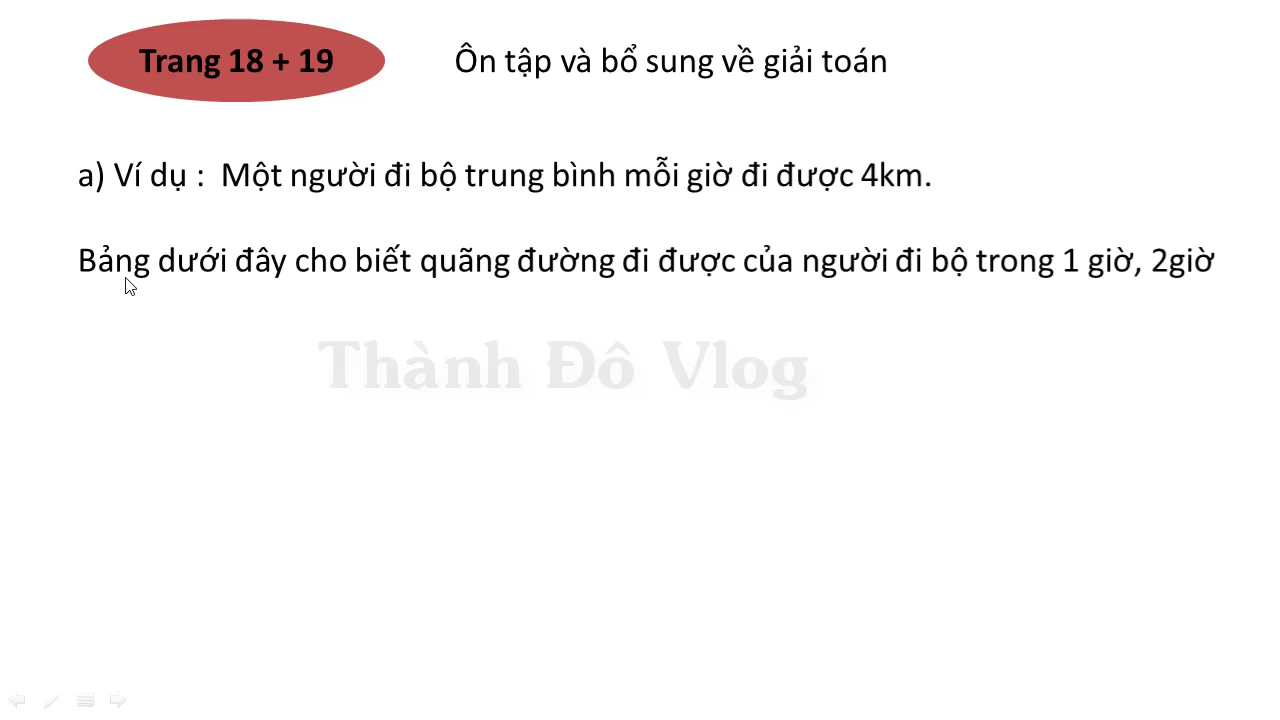 Trang 18 + 19
Ôn tập và bổ sung về giải toán
a) Ví dụ : Một người đi bộ trung bình mỗi giờ đi được 4km.
Bảng dưới đây cho biết quãng đường đi được của người đi bộ trong 1 giờ, 2giờ
Thành Đô Vlog